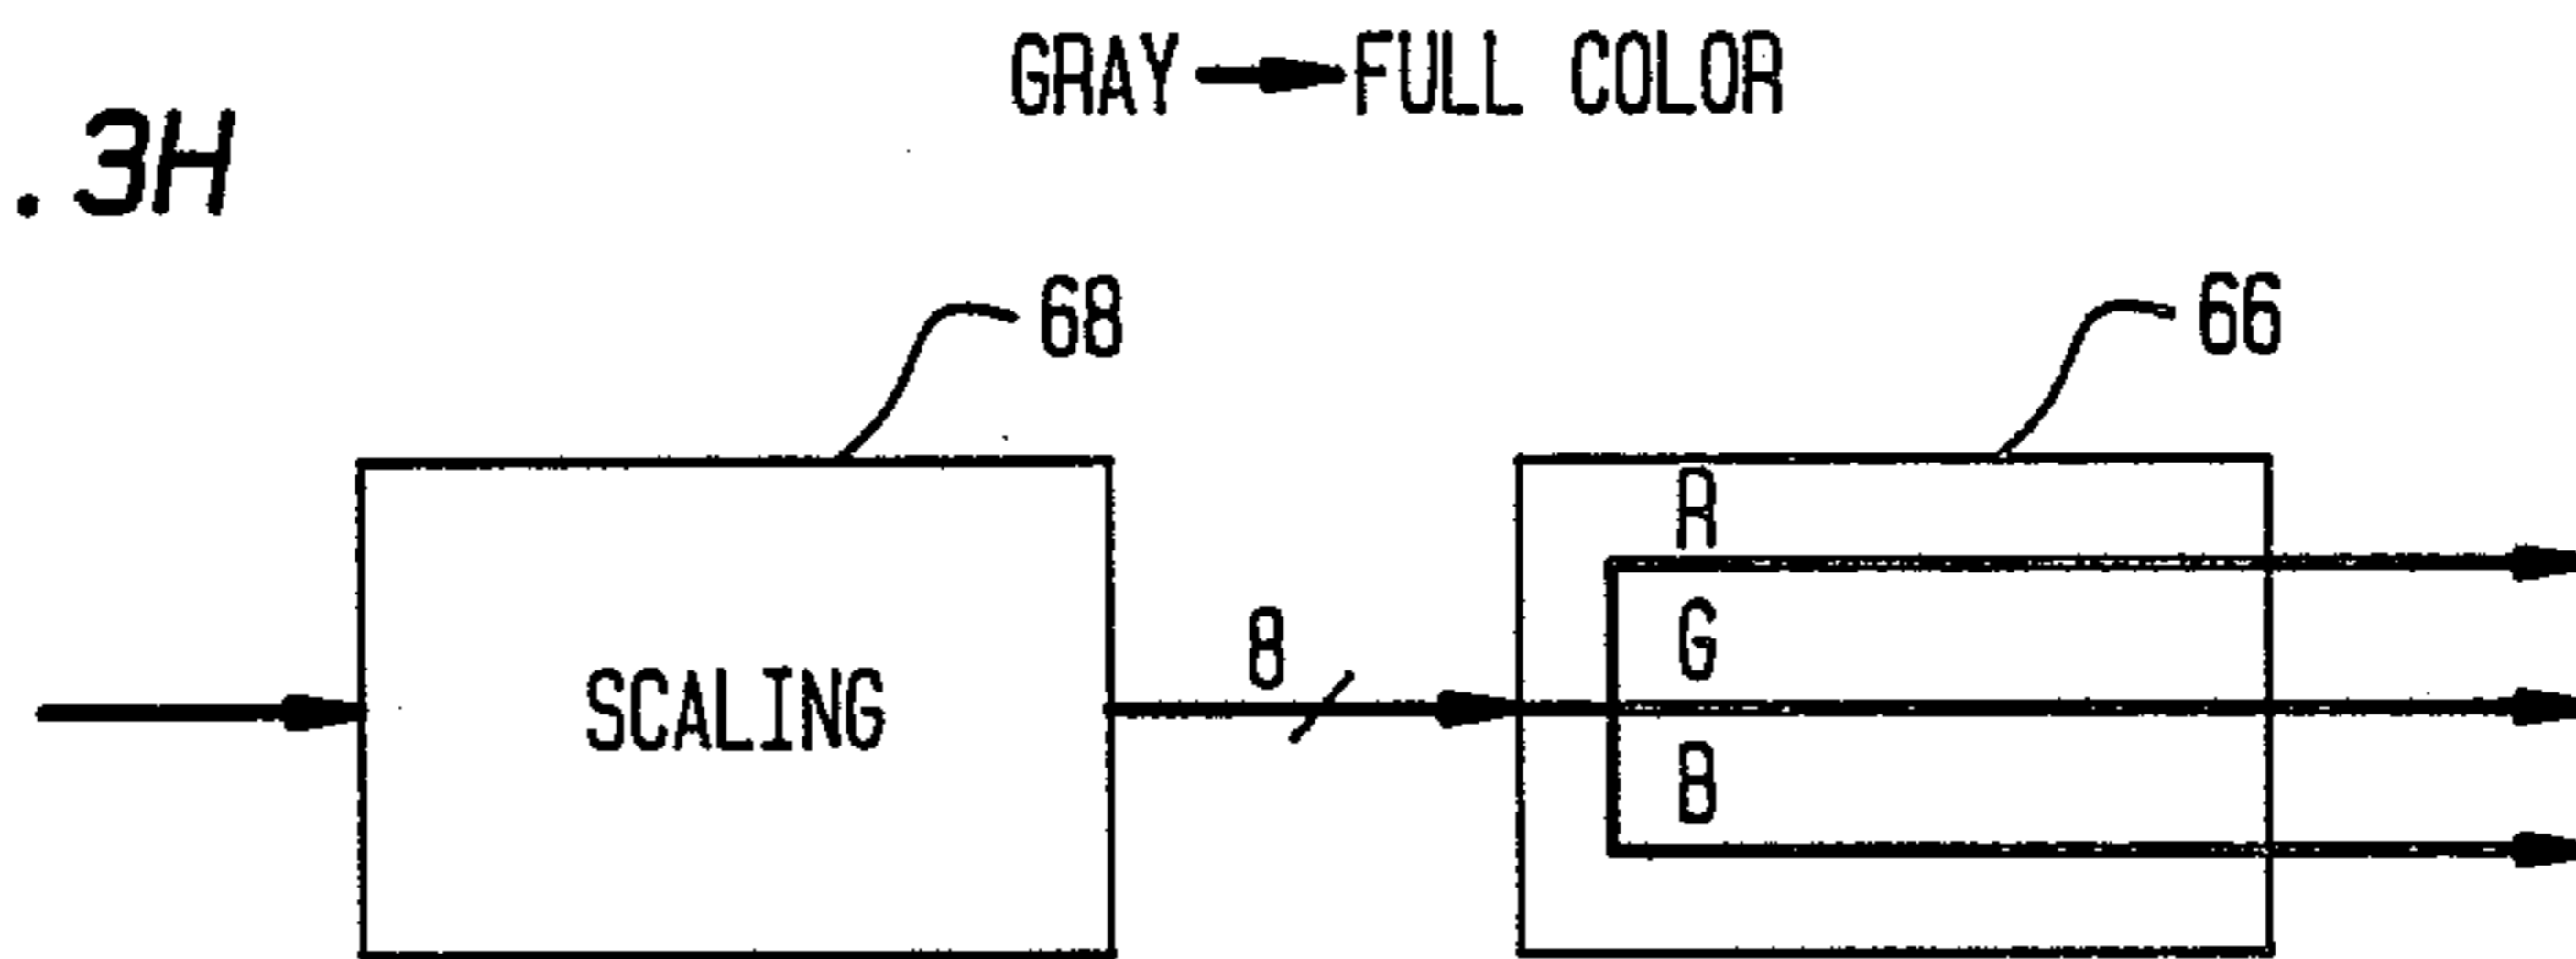 GRAY → FULL COLOR
.3H
68
66
R
8
G
SCALING
B